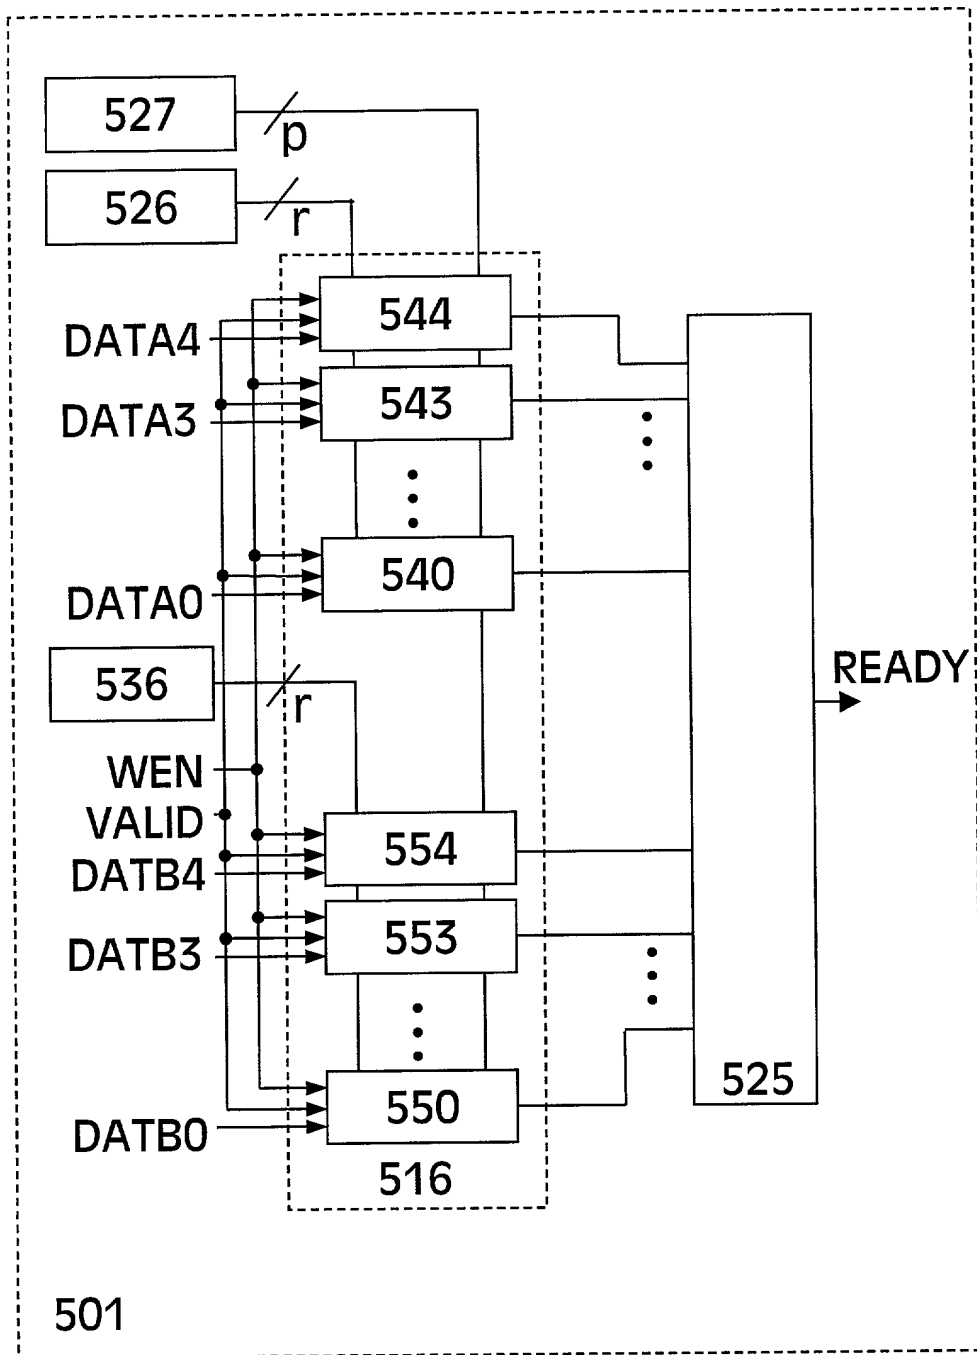 527
p
526
r
544
DATA4
543
DATA3
540
DATA0
536
r
READY
WEN
VALID
554
DATB4
553
DATB3
525
550
DATB0
516
501